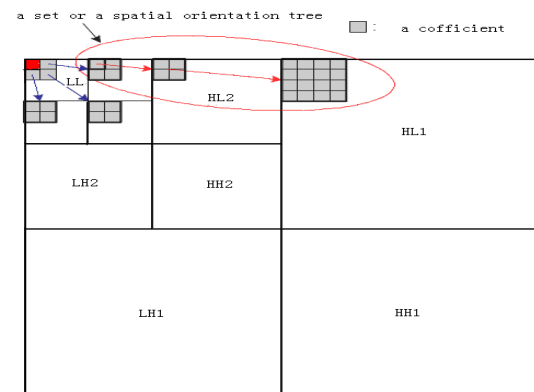 a set or a spatial orientation tree
: a cofficient
LL
HL2
HL1
LH2
HH2
LH1
HH1